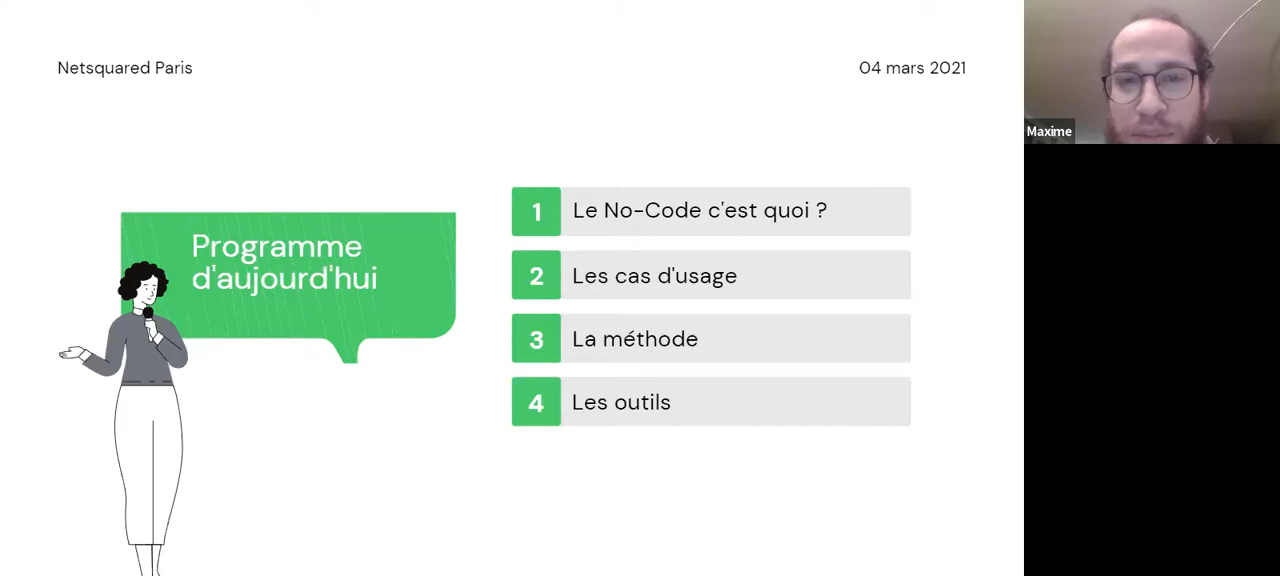 Netsquared Paris
04 mars 2021
Programme
d'aujourd'hui
1 Le No-Code c'est quoi ?
2 Les cas d'usage
3 La méthode
4 Les outils
Maxime